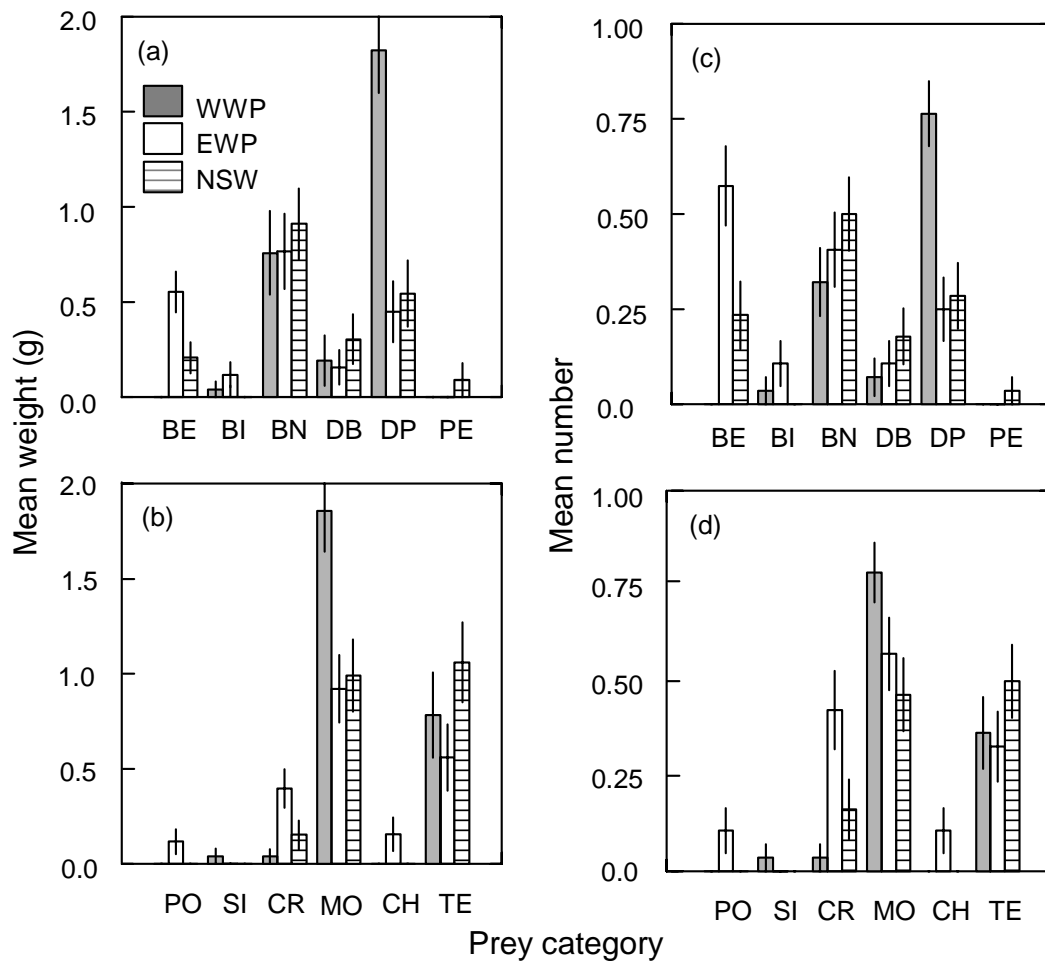 (a)
WWP
EWP
NSW
2.0
1.5
1.0
0.5
0.0
BE BI BN DB DP PE
(c)
1.00
0.75
0.50
0.25
0.00
BE BI BN DB DP PE
Mean weight (g)
Mean number
(b)
2.0
1.5
1.0
0.5
0.0
PO SI CR MO CH TE
(d)
1.00
0.75
0.50
0.25
0.00
PO SI CR MO CH TE
Prey category